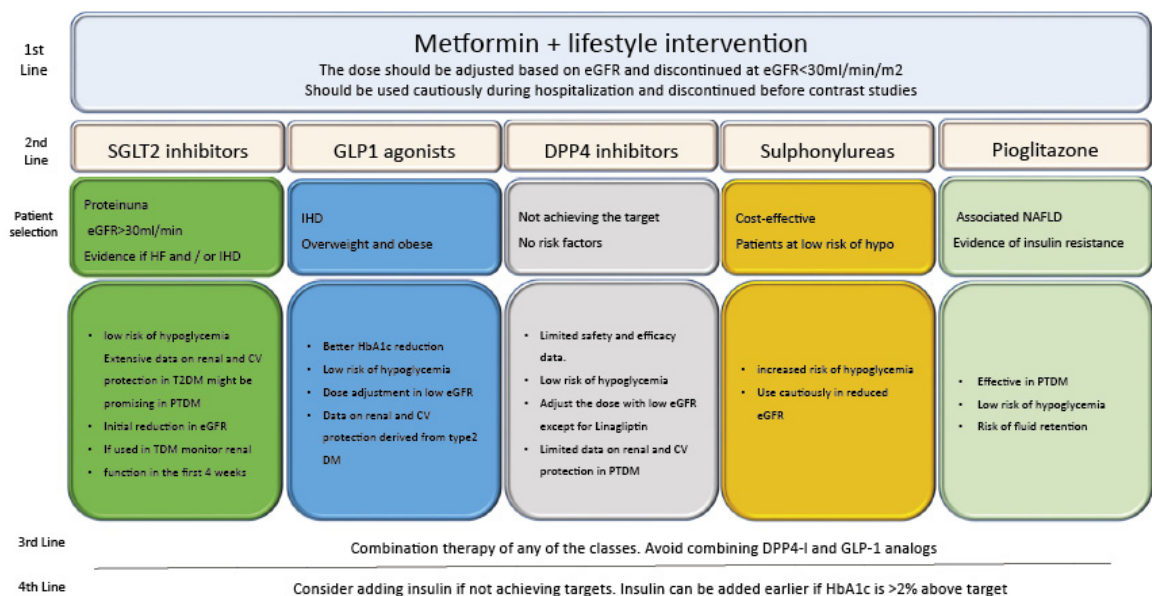 1st
Line
Metformin + lifestyle intervention
The dose should be adjusted based on eGFR and discontinued at eGFR<30ml/min/m2
Should be used cautiously during hospitalization and discontinued before contrast studies
2nd
Line
SGLT2 inhibitors
GLP1 agonists
DPP4 inhibitors
Sulphonylureas
Pioglitazone
Patient
selection
Proteinuna
eGFR>30ml/min
Evidence if HF and / or IHD
IHD
Overweight and obese
Not achieving the target
No risk factors
Cost-effective
Patients at low risk of hypo
Associated NAFLD
Evidence of insulin resistance
• low risk of hypoglycemia
Extensive data on renal and CV
protection in T2DM might be
promising in PTDM
• Initial reduction in eGFR
• If used in TDM monitor renal
• function in the first 4 weeks
• Better HbA1c reduction
• Low risk of hypoglycemia
• Dose adjustment in low eGFR
• Data on renal and CV
protection derived from type2
DM
• Limited safety and efficacy
data.
• Low risk of hypoglycemia
• Adjust the dose with low eGFR
except for Linagliptin
• Limited data on renal and CV
protection in PTDM
• increased risk of hypoglycemia
• Use cautiously in reduced
eGFR
• Effective in PTDM
• Low risk of hypoglycemia
• Risk of fluid retention
3rd Line
Combination therapy of any of the classes. Avoid combining DPP4-I and GLP-1 analogs
4th Line
Consider adding insulin if not achieving targets. Insulin can be added earlier if HbA1c is >2% above target